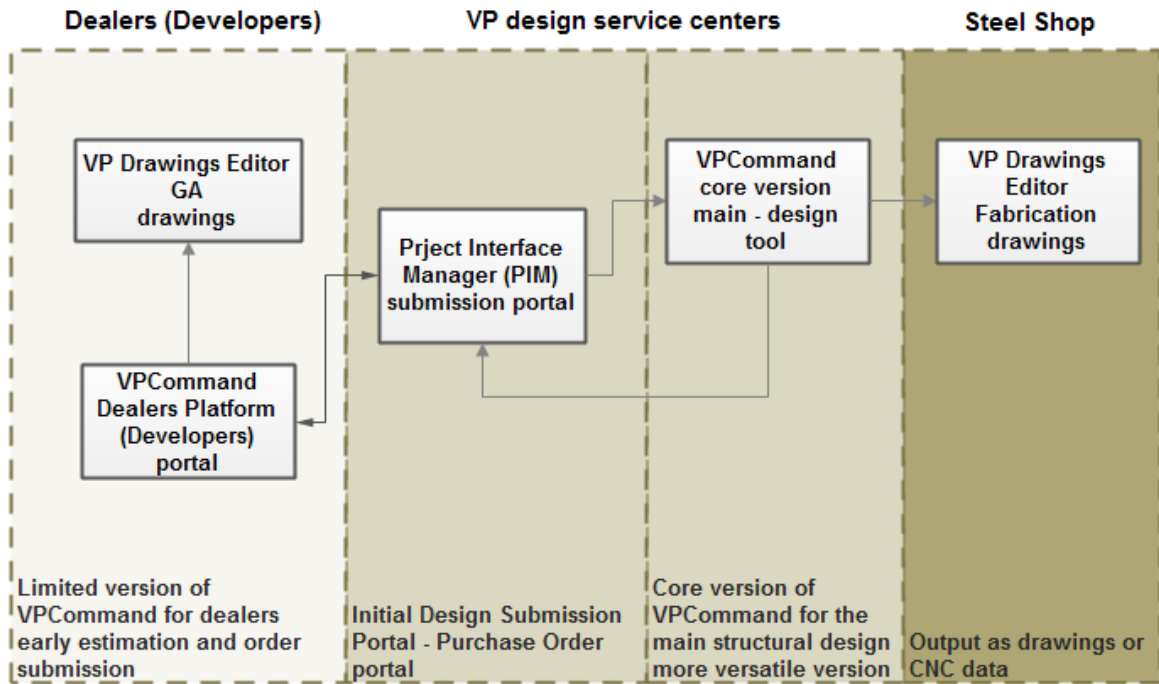 Dealers (Developers)
VP design service centers
Steel Shop
VP Drawings Editor
GA
drawings
VPCommand
Dealers Platform
(Developers)
portal
Limited version of
VPCommand for dealers
early estimation and order
submission
Prject Interface
Manager (PIM)
submission portal
Initial Design Submission
Portal - Purchase Order
portal
VPCommand
core version
main - design
tool
Core version of
VPCommand for the
main structural design
more versatile version
VP Drawings
Editor
Fabrication
drawings
Output as drawings or
CNC data